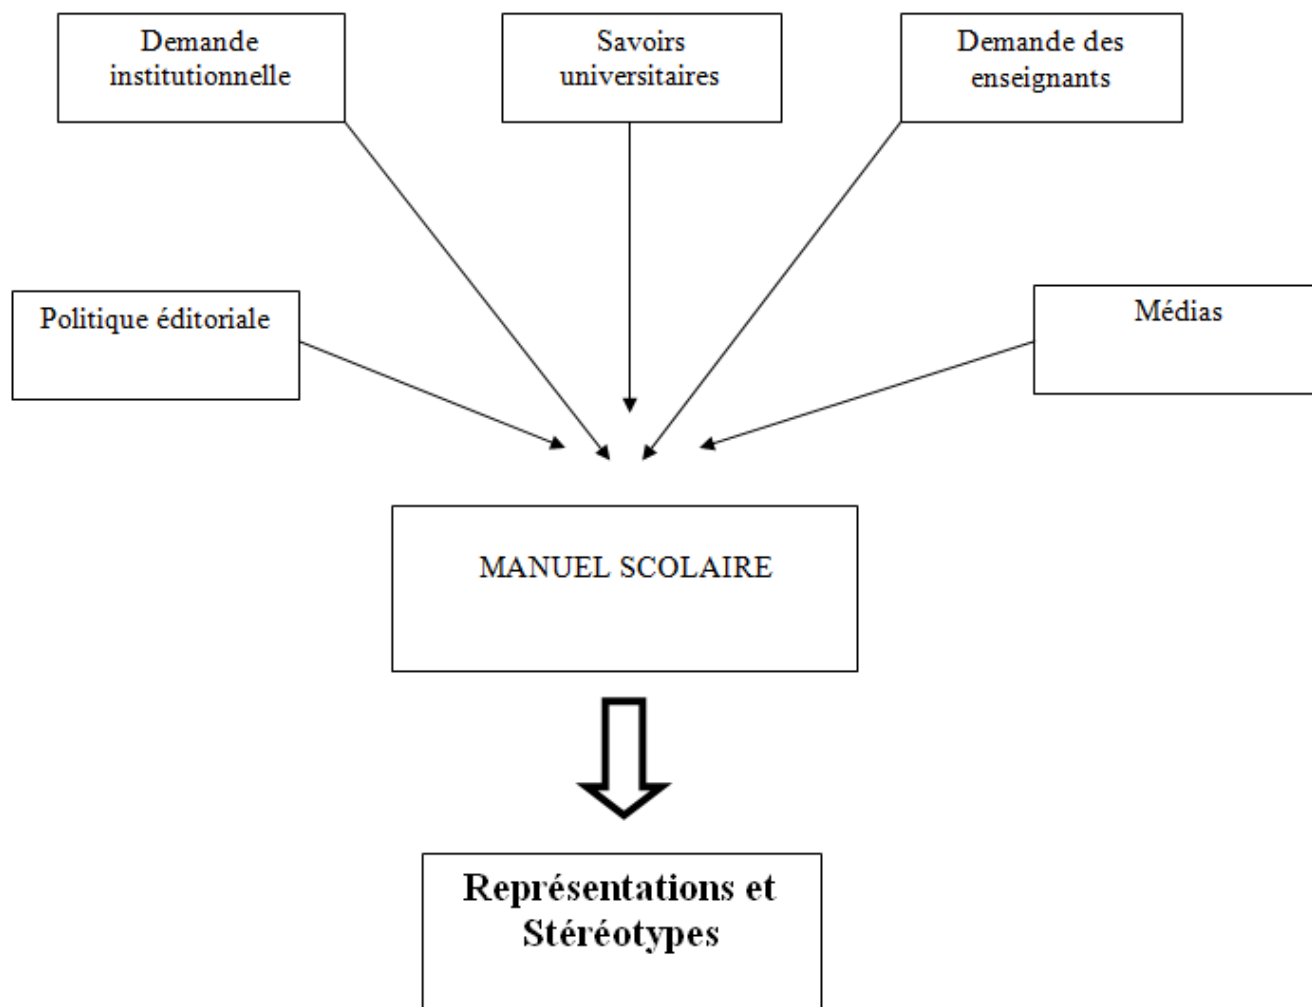 Demande
institutionnelle
Savoirs
universitaires
Demande des
enseignants
Politique éditoriale
Médias
MANUEL SCOLAIRE
Représentations et
Stéréotypes